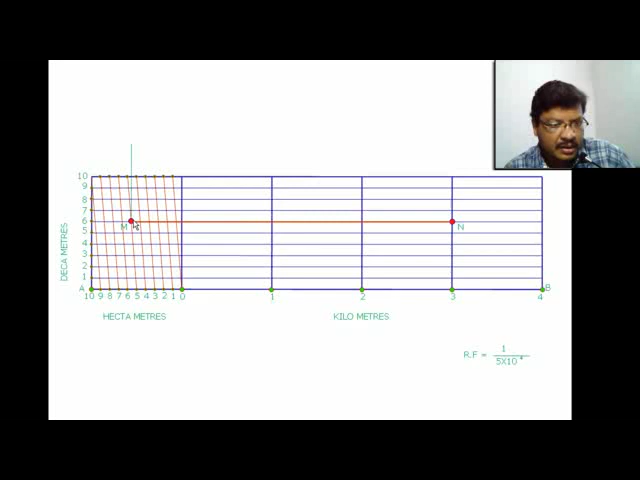 10
9
8
7
6
5
4
3
2
1
DECA METRES
M
N
A
B
10 9 8 7 6 5 4 3 2 1 0 1 2 3 4
HECTA METRES
KILO METRES
R.F = 1
5X10⁴